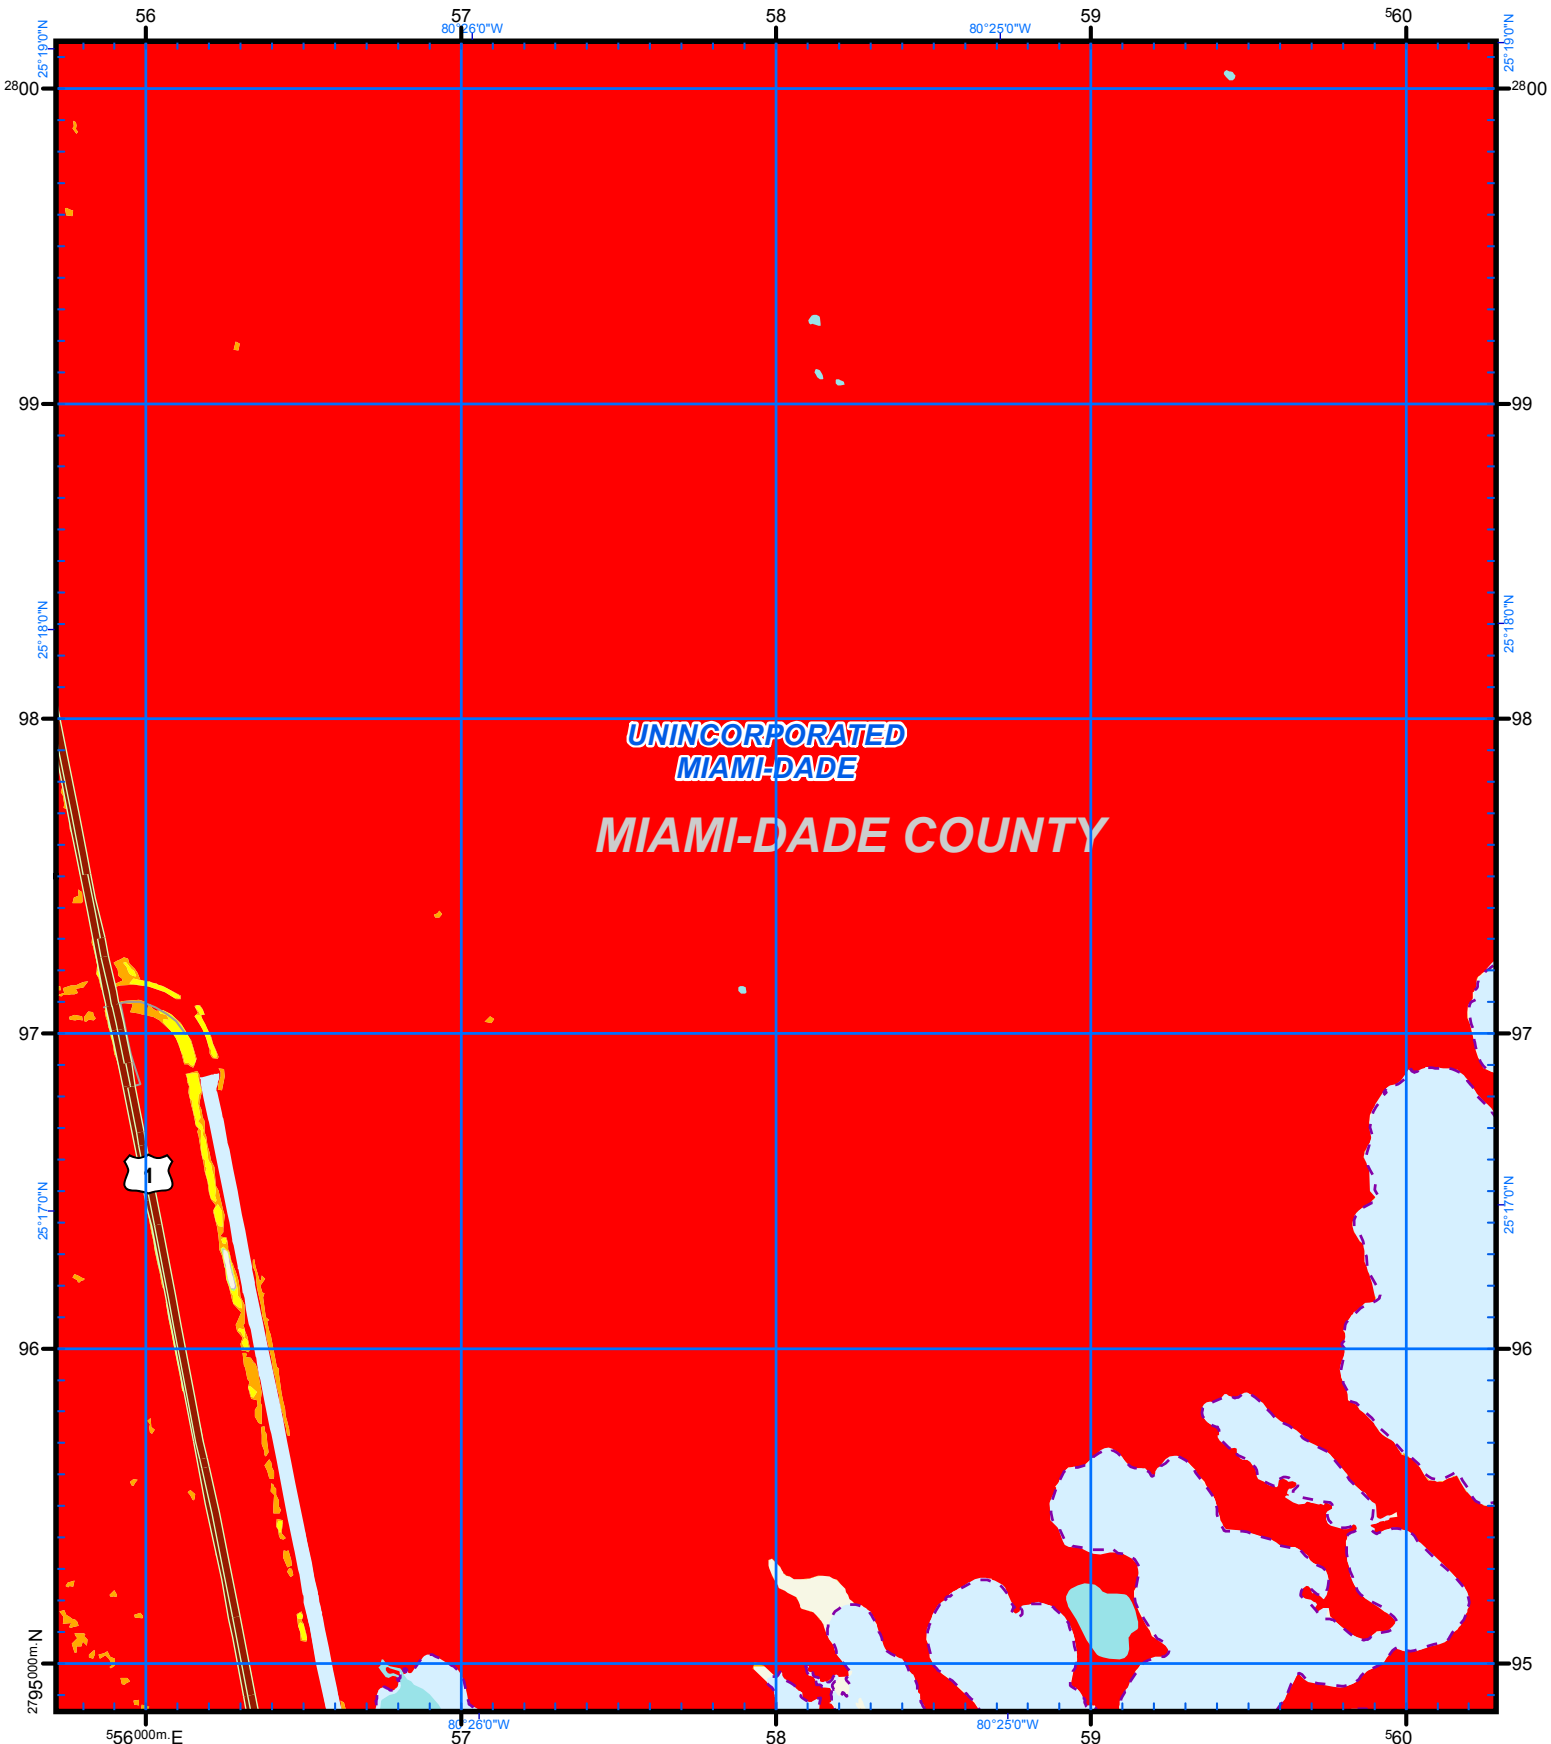 56 57 58 59 560
80°26'0"W 80°25'0"W
25°19'0"N 25°19'0"N
2800 2800
99 99
25°18'0"N 25°18'0"N
98 98
UNINCORPORATED
MIAMI-DADE
MIAMI-DADE COUNTY
97 97
1
25°17'0"N 25°17'0"N
96 96
2795000m.N 95
80°26'0"W 80°25'0"W
556000m.E 57 58 59 560